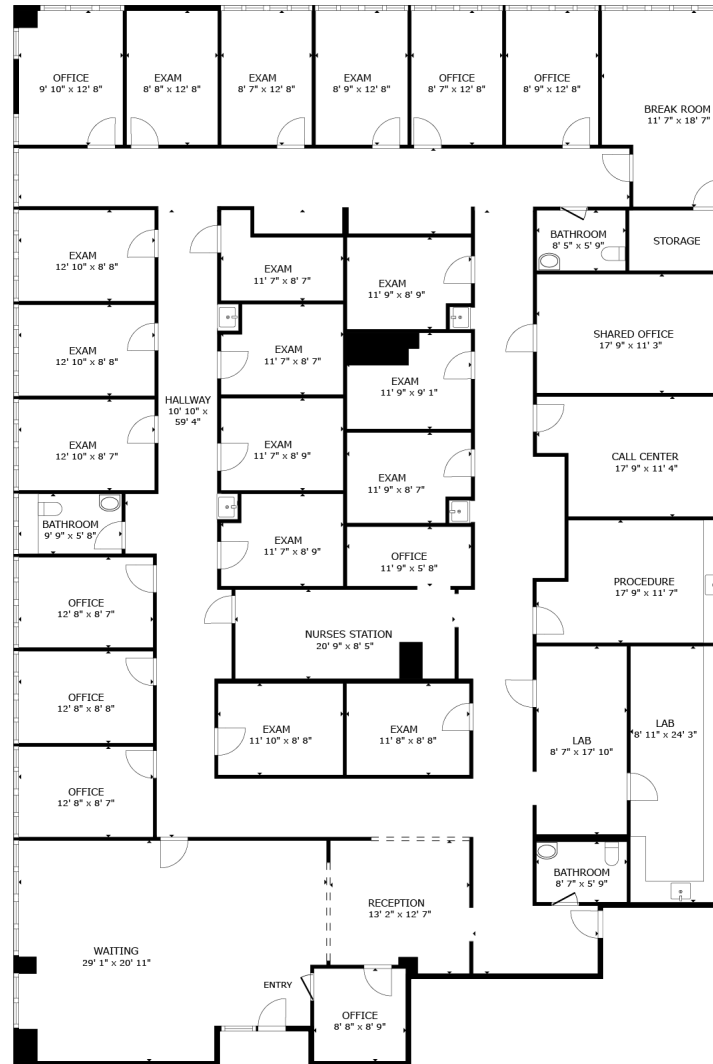 OFFICE
9' 10" x 12' 8"
EXAM
8' 8" x 12' 8"
EXAM
8' 7" x 12' 8"
EXAM
8' 9" x 12' 8"
OFFICE
8' 7" x 12' 8"
OFFICE
8' 9" x 12' 8"
BREAK ROOM
11' 7" x 18' 7"
EXAM
12' 10" x 8' 8"
EXAM
11' 7" x 8' 7"
EXAM
11' 9" x 8' 9"
BATHROOM
8' 5" x 5' 9"
STORAGE
EXAM
12' 10" x 8' 8"
EXAM
11' 7" x 8' 7"
EXAM
11' 9" x 9' 1"
SHARED OFFICE
17' 9" x 11' 3"
HALLWAY
10' 10" x
59' 4"
EXAM
12' 10" x 8' 7"
EXAM
11' 7" x 8' 9"
EXAM
11' 9" x 8' 7"
CALL CENTER
17' 9" x 11' 4"
BATHROOM
9' 9" x 5' 8"
EXAM
11' 7" x 8' 9"
OFFICE
11' 9" x 5' 8"
PROCEDURE
17' 9" x 11' 7"
OFFICE
12' 8" x 8' 7"
NURSES STATION
20' 9" x 8' 5"
OFFICE
12' 8" x 8' 8"
EXAM
11' 10" x 8' 8"
EXAM
11' 8" x 8' 8"
LAB
8' 7" x 17' 10"
LAB
8' 11" x 24' 3"
OFFICE
12' 8" x 8' 7"
BATHROOM
8' 7" x 5' 9"
RECEPTION
13' 2" x 12' 7"
WAITING
29' 1" x 20' 11"
ENTRY
OFFICE
8' 8" x 8' 9"